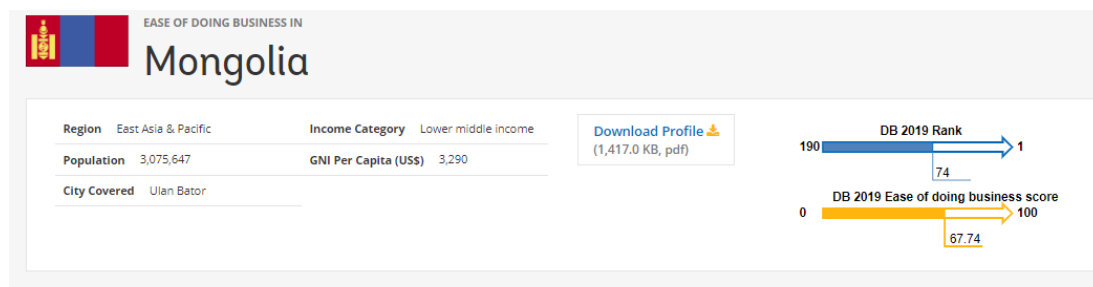 EASE OF DOING BUSINESS IN
Mongolia
Region East Asia & Pacific
Population 3,075,647
City Covered Ulan Bator
Income Category Lower middle income
GNI Per Capita (US$) 3,290
Download Profile
(1,417.0 KB, pdf)
DB 2019 Rank
190 1
74
DB 2019 Ease of doing business score
0 100
67.74